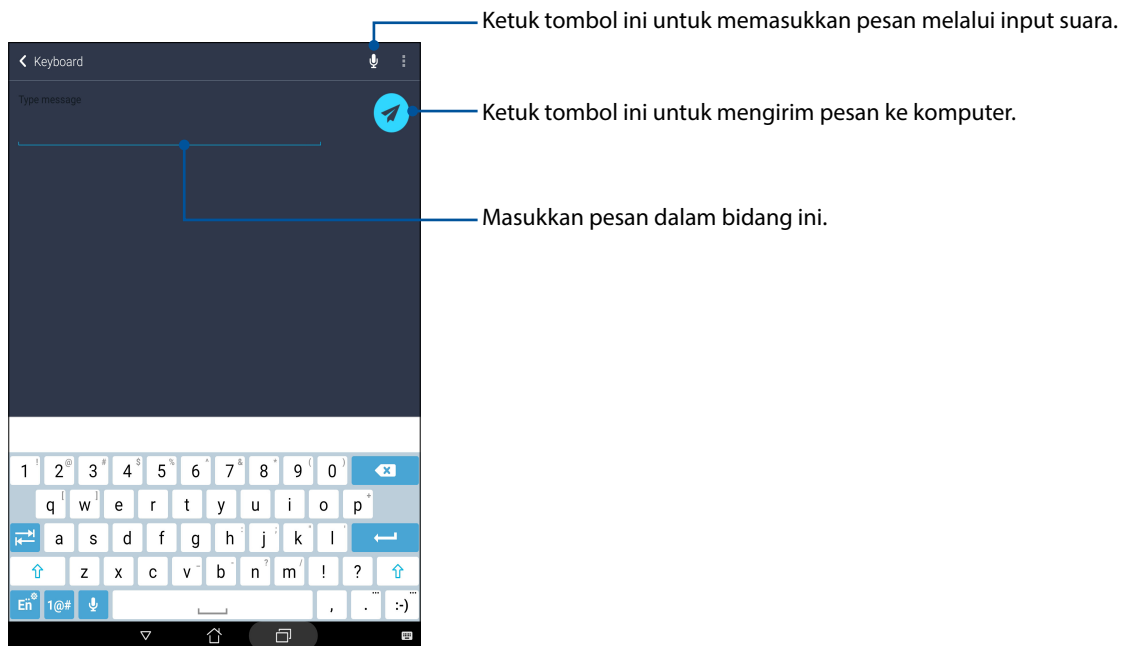 Ketuk tombol ini untuk memasukkan pesan melalui input suara.
Keyboard
Type message
Ketuk tombol ini untuk mengirim pesan ke komputer.
Masukkan pesan dalam bidang ini.
1 ! 2 @ 3 # 4 $ 5 % 6 ^ 7 & 8 * 9 ( 0 )
q [ w ] e r t y u i o p +
a s d f g h : j ; k " l '
z x c v - b - n ? m / ! ?
En 1@# , . ... :-) ...